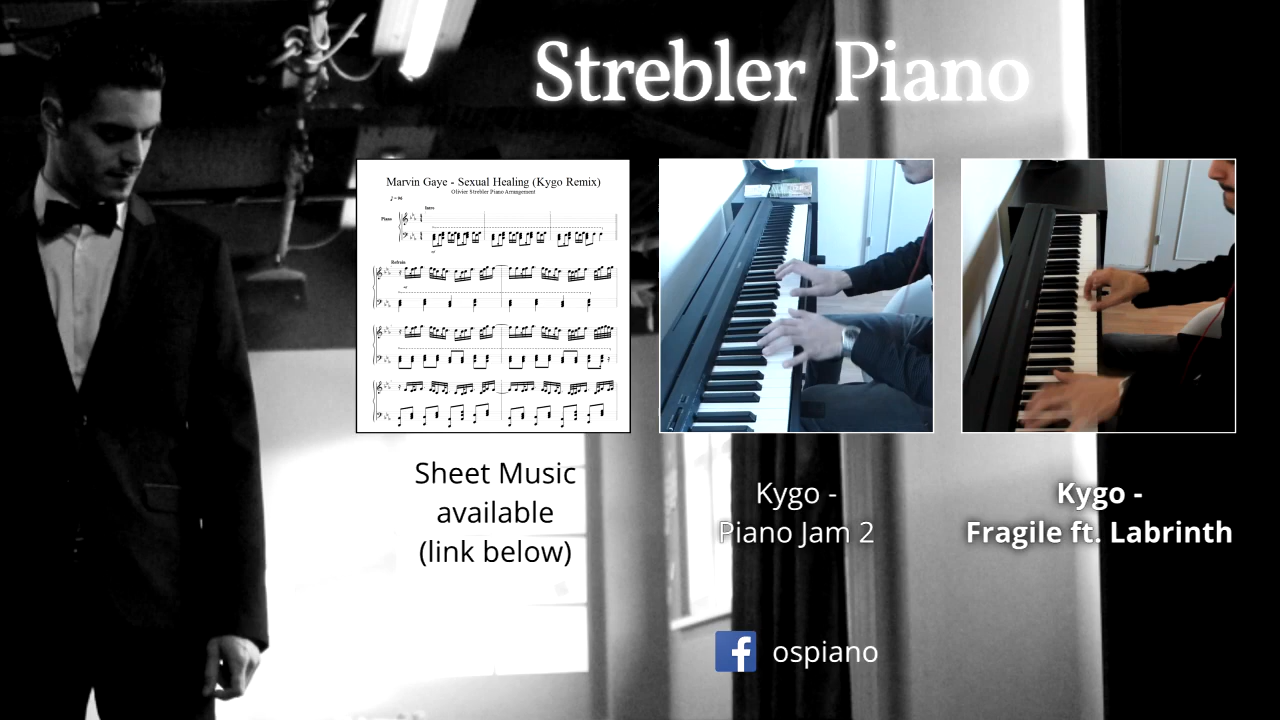 Strebler Piano
Marvin Gaye - Sexual Healing (Kygo Remix)
Olivier Strebler Piano Arrangement
Intro
Piano
Refrain
Sheet Music
available
(link below)
Kygo -
Piano Jam 2
Kygo -
Fragile ft. Labrinth
ospiano